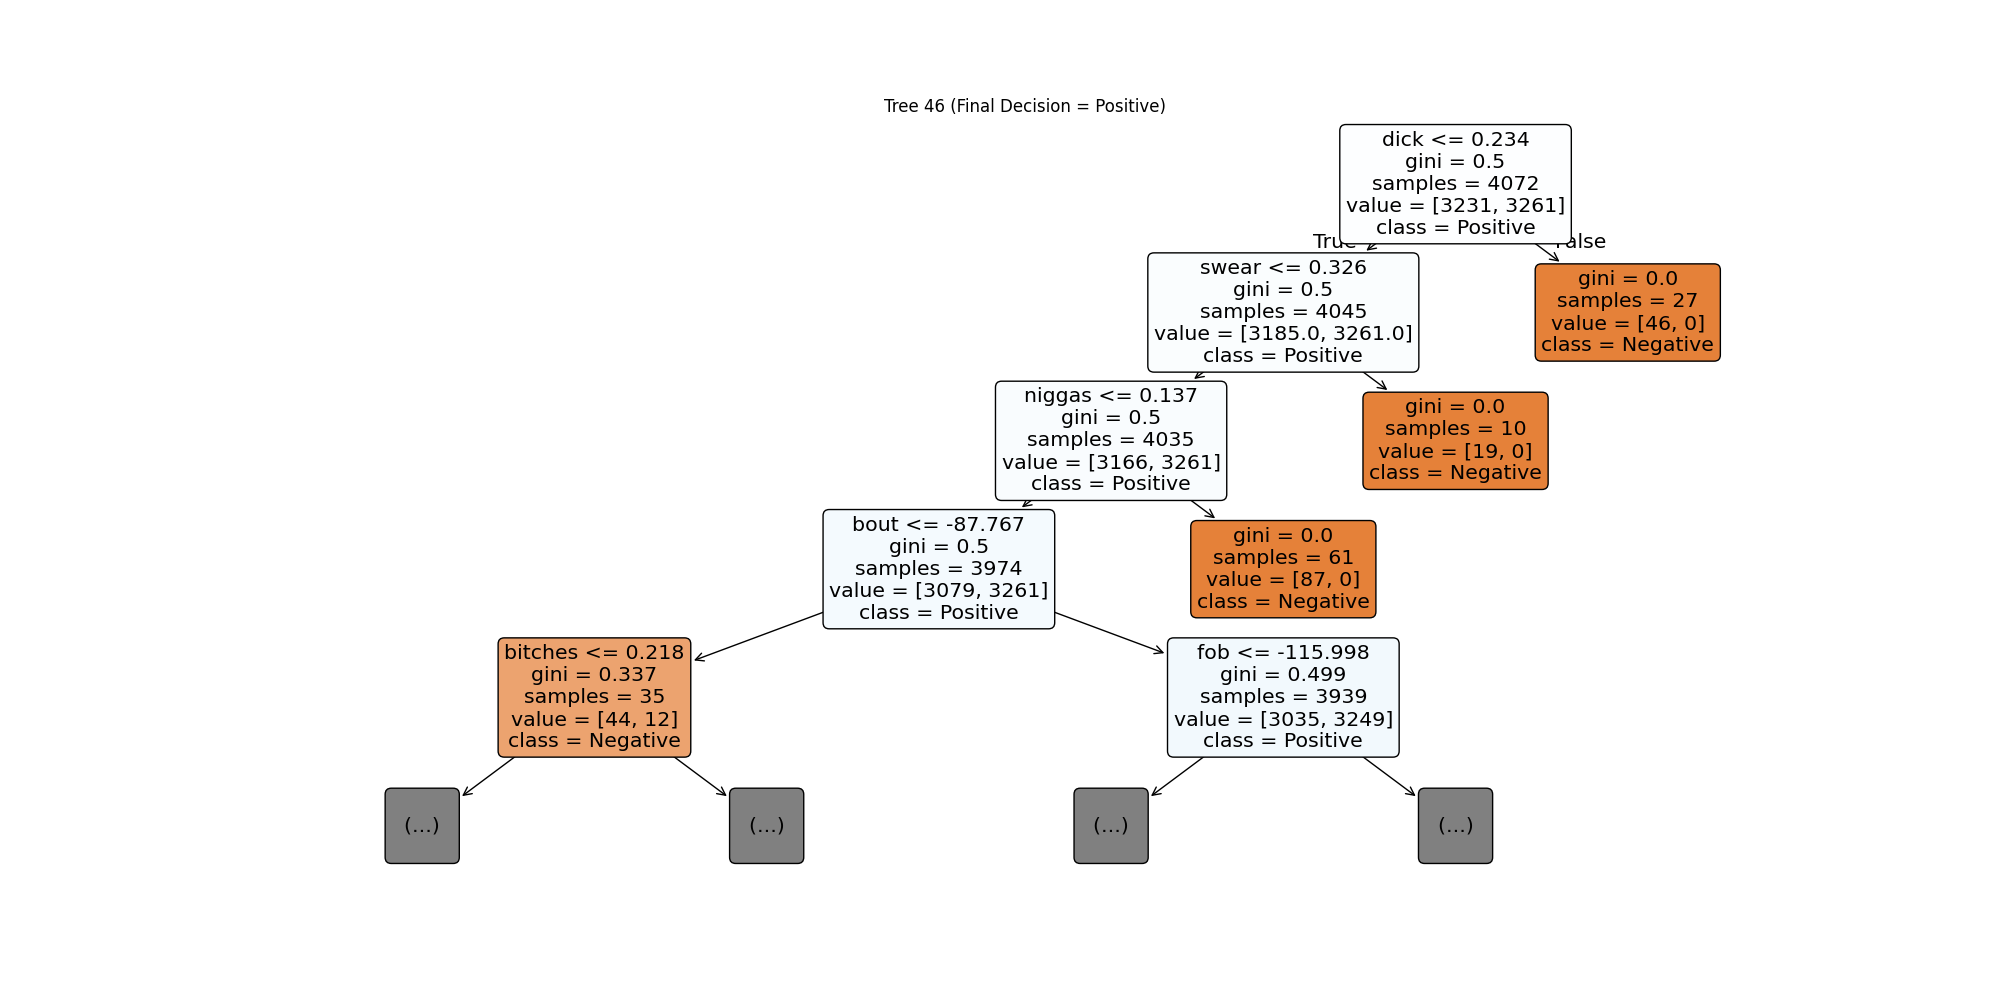 Tree 46 (Final Decision = Positive)
dick <= 0.234
gini = 0.5
samples = 4072
value = [3231, 3261]
class = Positive
True
False
swear <= 0.326
gini = 0.5
samples = 4045
value = [3185.0, 3261.0]
class = Positive
gini = 0.0
samples = 27
value = [46, 0]
class = Negative
niggas <= 0.137
gini = 0.5
samples = 4035
value = [3166, 3261]
class = Positive
gini = 0.0
samples = 10
value = [19, 0]
class = Negative
bout <= -87.767
gini = 0.5
samples = 3974
value = [3079, 3261]
class = Positive
gini = 0.0
samples = 61
value = [87, 0]
class = Negative
bitches <= 0.218
gini = 0.337
samples = 35
value = [44, 12]
class = Negative
fob <= -115.998
gini = 0.499
samples = 3939
value = [3035, 3249]
class = Positive
(...)
(...)
(...)
(...)